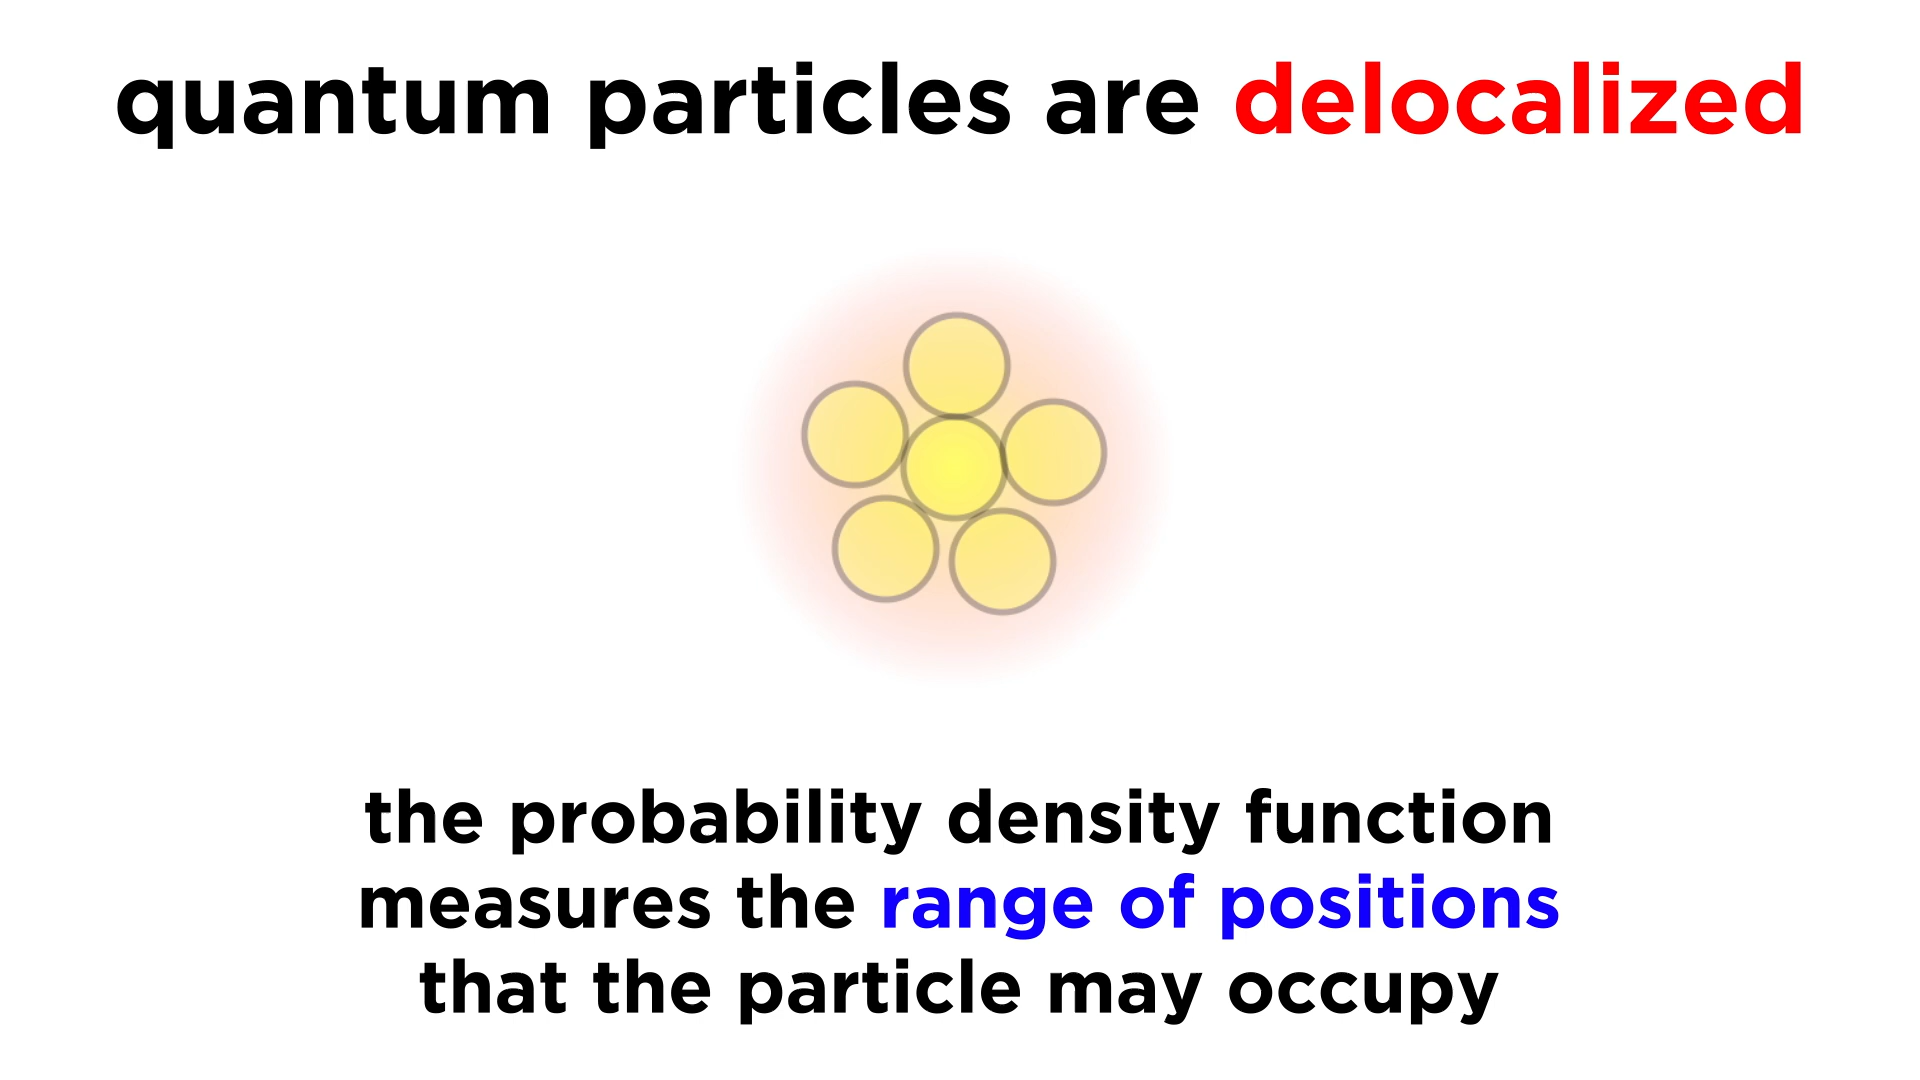 quantum particles are delocalized
the probability density function
measures the range of positions
that the particle may occupy